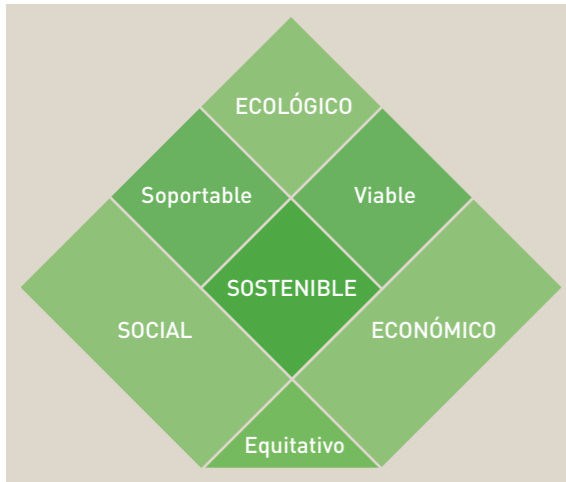 ECOLÓGICO
Soportable
Viable
SOSTENIBLE
SOCIAL
ECONÓMICO
Equitativo